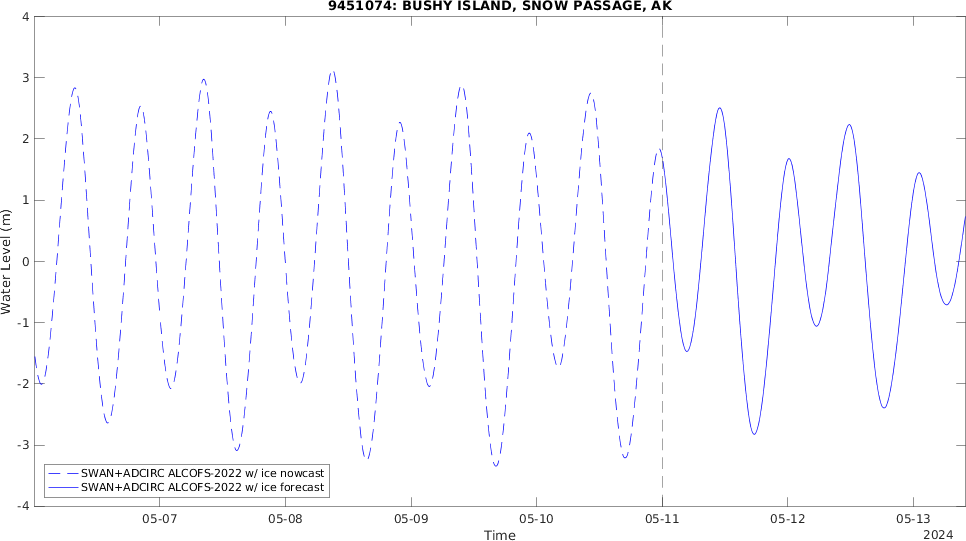 9451074: BUSHY ISLAND, SNOW PASSAGE, AK
4
3
2
1
0
-1
-2
-3
-4
Water Level (m)
SWAN+ADCIRC ALCOFS-2022 w/ ice nowcast
SWAN+ADCIRC ALCOFS-2022 w/ ice forecast
05-07 05-08 05-09 05-10 05-11 05-12 05-13
Time
2024